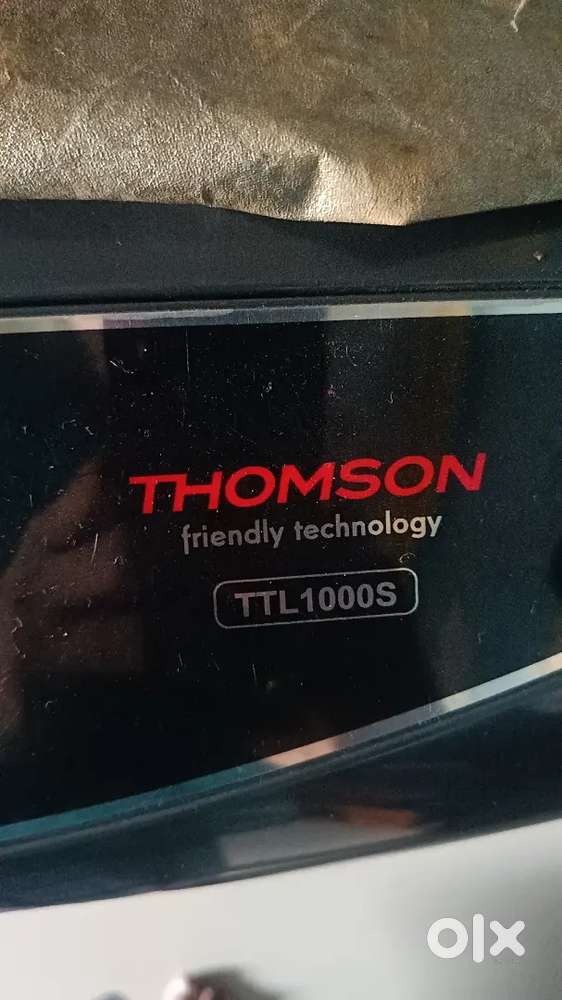 THOMSON
friendly technology
TTL1000S
olx